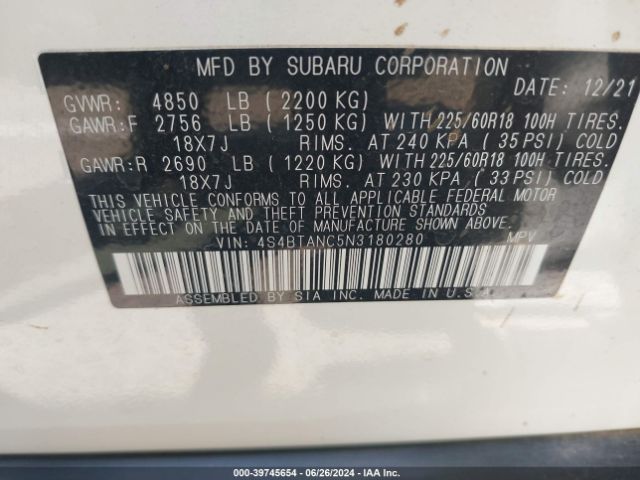 MFD BY SUBARU CORPORATION
DATE: 12/21
GVWR: 4850 LB (2200 KG)
GAWR:F 2756 LB (1250 KG) WITH 225/60R18 100H TIRES.
18X7J RIMS. AT 240 KPA (35 PSI) COLD
GAWR:R 2690 LB (1220 KG) WITH 225/60R18 100H TIRES.
18X7J RIMS. AT 230 KPA (33 PSI) COLD
THIS VEHICLE CONFORMS TO ALL APPLICABLE FEDERAL MOTOR
VEHICLE SAFETY AND THEFT PREVENTION STANDARDS
IN EFFECT ON THE DATE OF MANUFACTURE SHOWN ABOVE.
VIN: 4S4BTANC5N3180280 MPV
ASSEMBLED BY SIA INC. MADE IN U.S.A
000-39745654 | 06/26/2024 | IAA Inc.